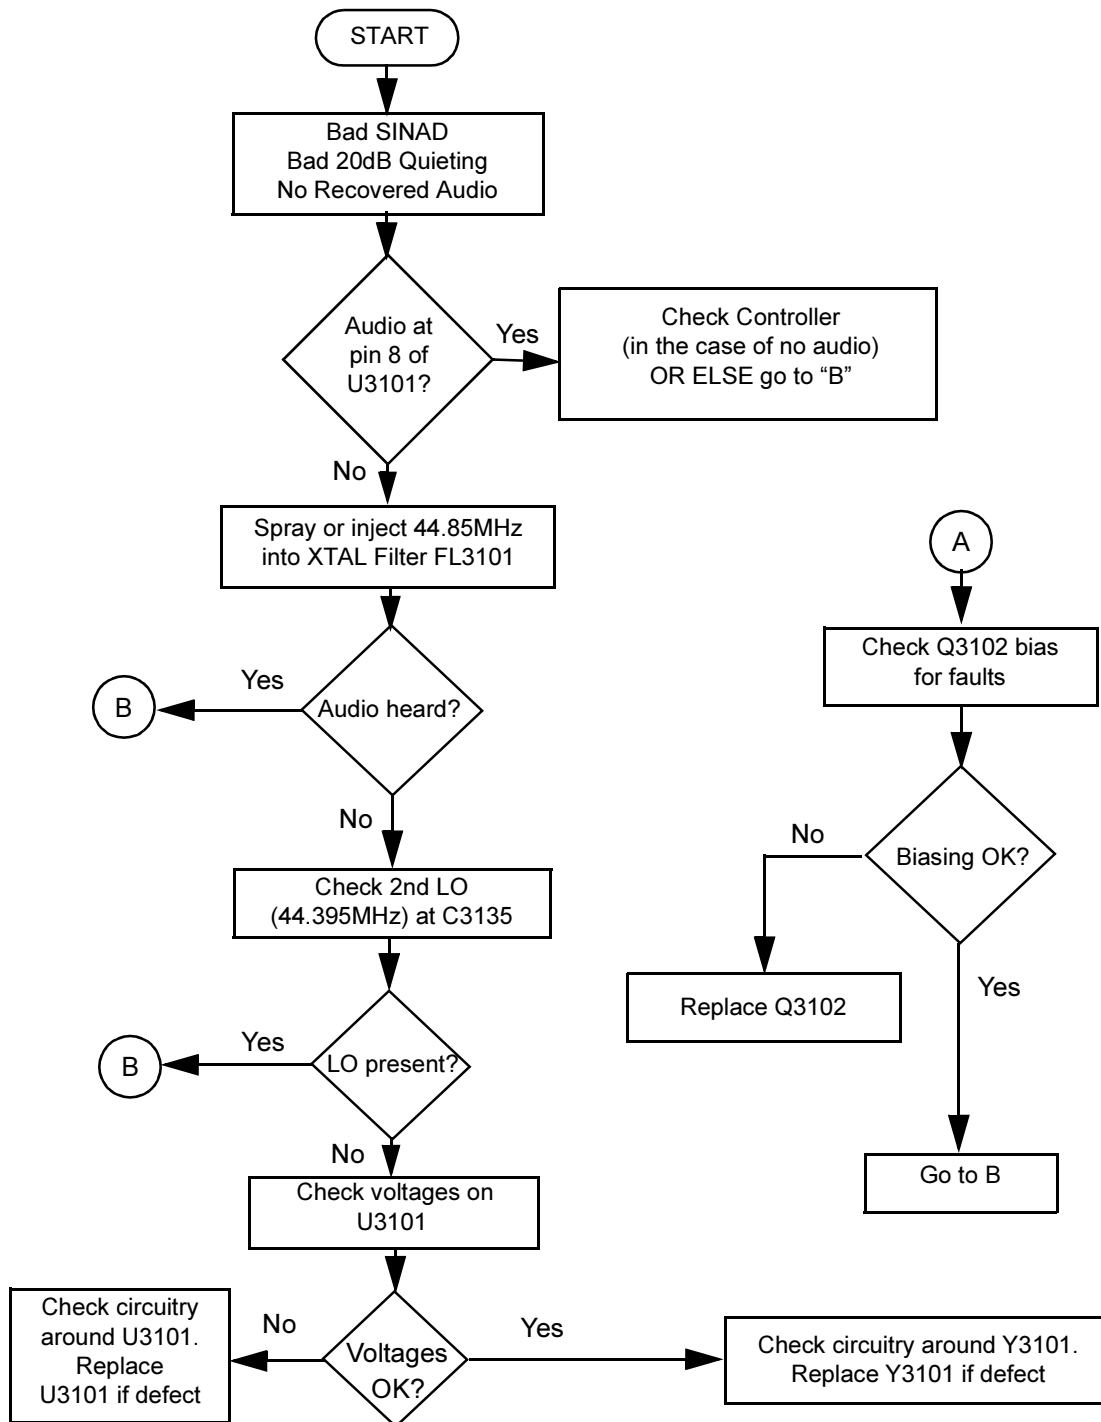 START
Bad SINAD
Bad 20dB Quieting
No Recovered Audio
Audio at
pin 8 of
U3101?
Yes
Check Controller
(in the case of no audio)
OR ELSE go to “B”
No
Spray or inject 44.85MHz
into XTAL Filter FL3101
Audio heard?
Yes
B
No
Check 2nd LO
(44.395MHz) at C3135
LO present?
Yes
B
No
Check voltages on
U3101
Voltages
OK?
No
Check circuitry
around U3101.
Replace
U3101 if defect
Yes
Check circuitry around Y3101.
Replace Y3101 if defect
A
Check Q3102 bias
for faults
Biasing OK?
No
Replace Q3102
Yes
Go to B